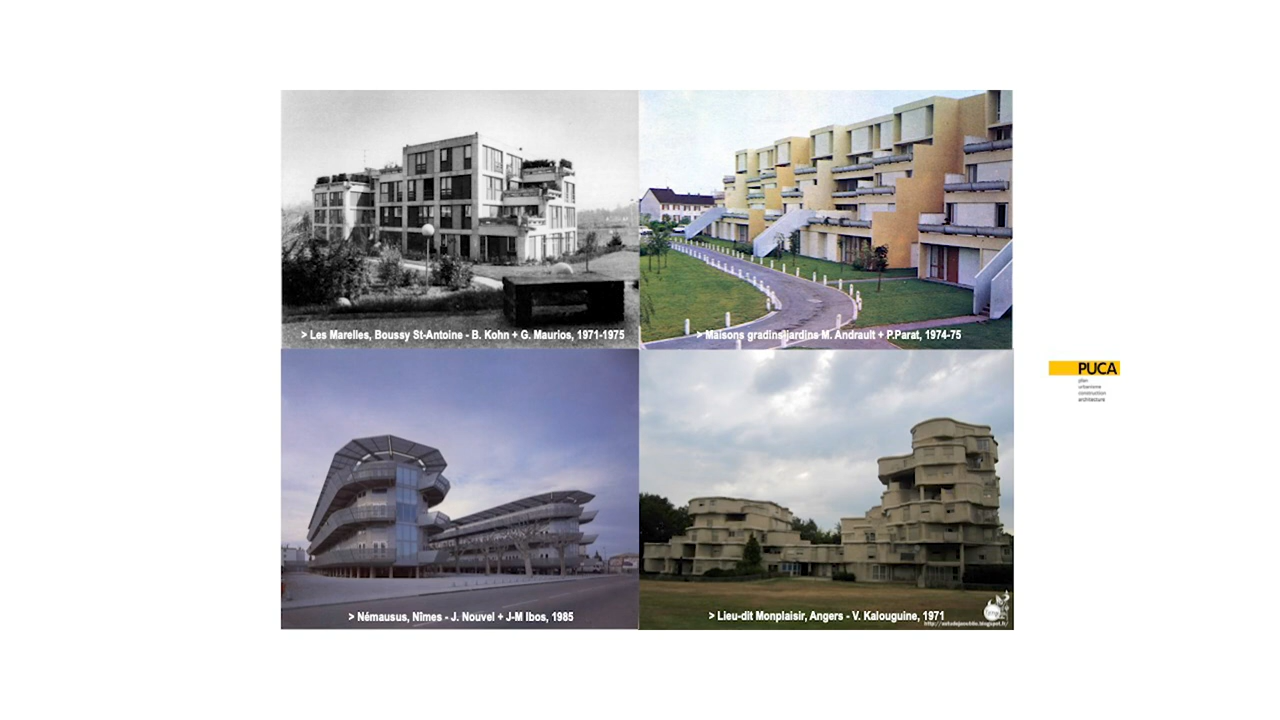 > Les Marelles, Boussy St-Antoine - B. Kohn + G. Maurios, 1971-1975
> Maisons gradins jardins M. Andrault + P.Parat, 1974-75
PUCA
plan
urbanisme
construction
architecture
> Némausus, Nîmes - J. Nouvel + J-M Ibos, 1985
> Lieu-dit Monplaisir, Angers - V. Kalouguine, 1971